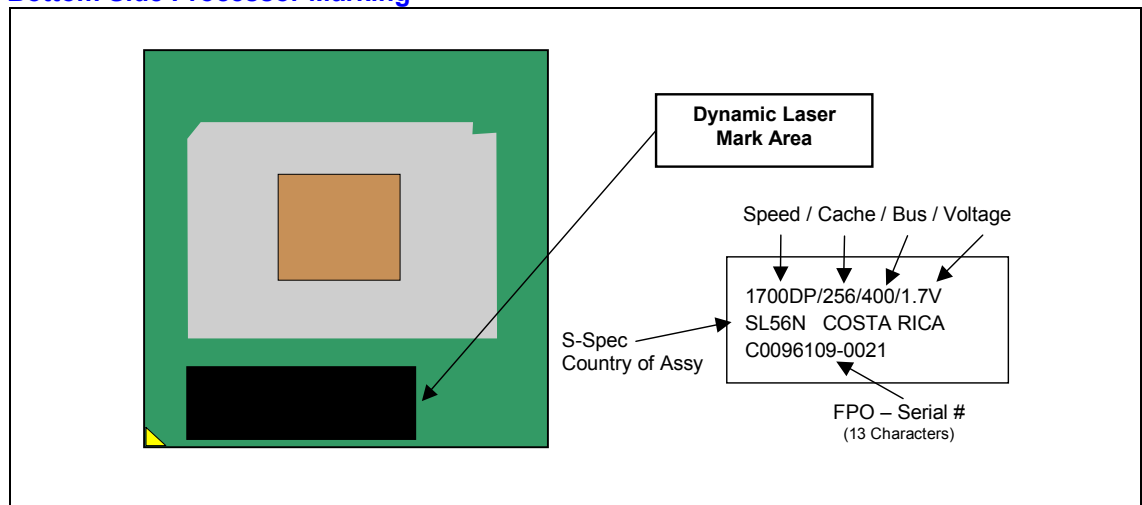 Bottom Side Processor Marking
Dynamic Laser
Mark Area
Speed / Cache / Bus / Voltage
1700DP/256/400/1.7V
SL56N COSTA RICA
C0096109-0021
S-Spec
Country of Assy
FPO – Serial #
(13 Characters)